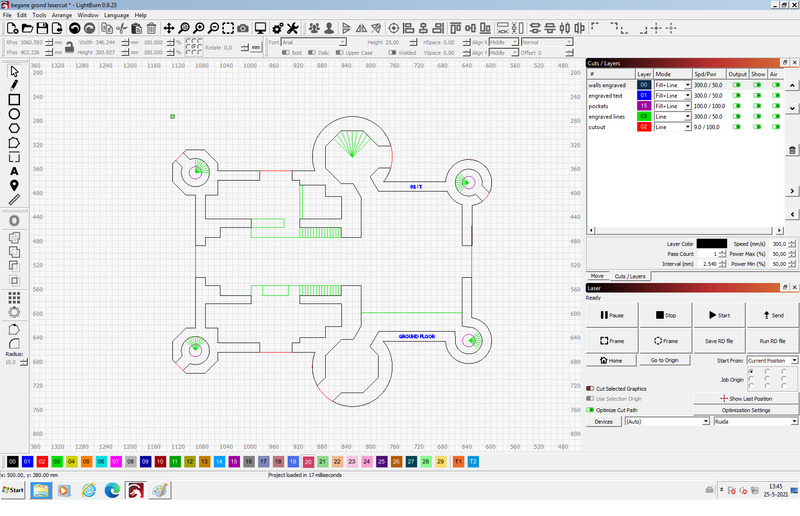 begane grond lasercut * - LightBurn 0.9.23
File Edit Tools Arrange Window Language Help
XPos 1060.393 mm Width 346.244 mm 100.000 %
YPos 402.326 mm Height 300.927 mm 100.000 %
Rotate 0,0 mm
Font Arial Height 25.00 HSpace 0.00 Align X Middle Normal
Bold Italic Upper Case Welded VSpace 0.00 Align Y Middle Offset 0
360 1320 1280 1240 1200 1160 1120 1080 1040 1000 960 920 880 840 800 760 720 680 640 600 560 520 480
200 200
240 240
280 280
320 320
360 360
400 400
440 440
480 480
520 520
560 560
600 600
640 640
680 680
720 720
760 760
800 800
GROUND FLOOR
360 1320 1280 1240 1200 1160 1120 1080 1040 1000 960 920 880 840 800 760 720 680 640 600 560 520 480
Radius:
10.0
Cuts / Layers
# Layer Mode Spd/Pwr Output Show Air
walls engraved 00 Fill+Line 300.0 / 50.0
engraved text 01 Fill+Line 300.0 / 50.0
pockets 15 Fill+Line 100.0 / 100.0
engraved lines 03 Line 300.0 / 50.0
cutout 02 Line 9.0 / 100.0
Layer Color Speed (mm/s) 300,0
Pass Count 1 Power Max (%) 50,00
Interval (mm) 2.540 Power Min (%) 50,00
Move Cuts / Layers
Laser
Ready
Pause Stop Start Send
Frame Frame Save RD file Run RD file
Home Go to Origin Start From: Current Position
Job Origin
Cut Selected Graphics
Use Selection Origin Show Last Position
Optimize Cut Path Optimization Settings
Devices (Auto) Ruida
00 01 02 03 04 05 06 07 08 09 10 11 12 13 14 15 16 17 18 19 20 21 22 23 24 25 26 27 28 29 T1 T2
x: 500.00, y: 380.00 mm Project loaded in 17 milliseconds
Start
13:45
25-5-2021